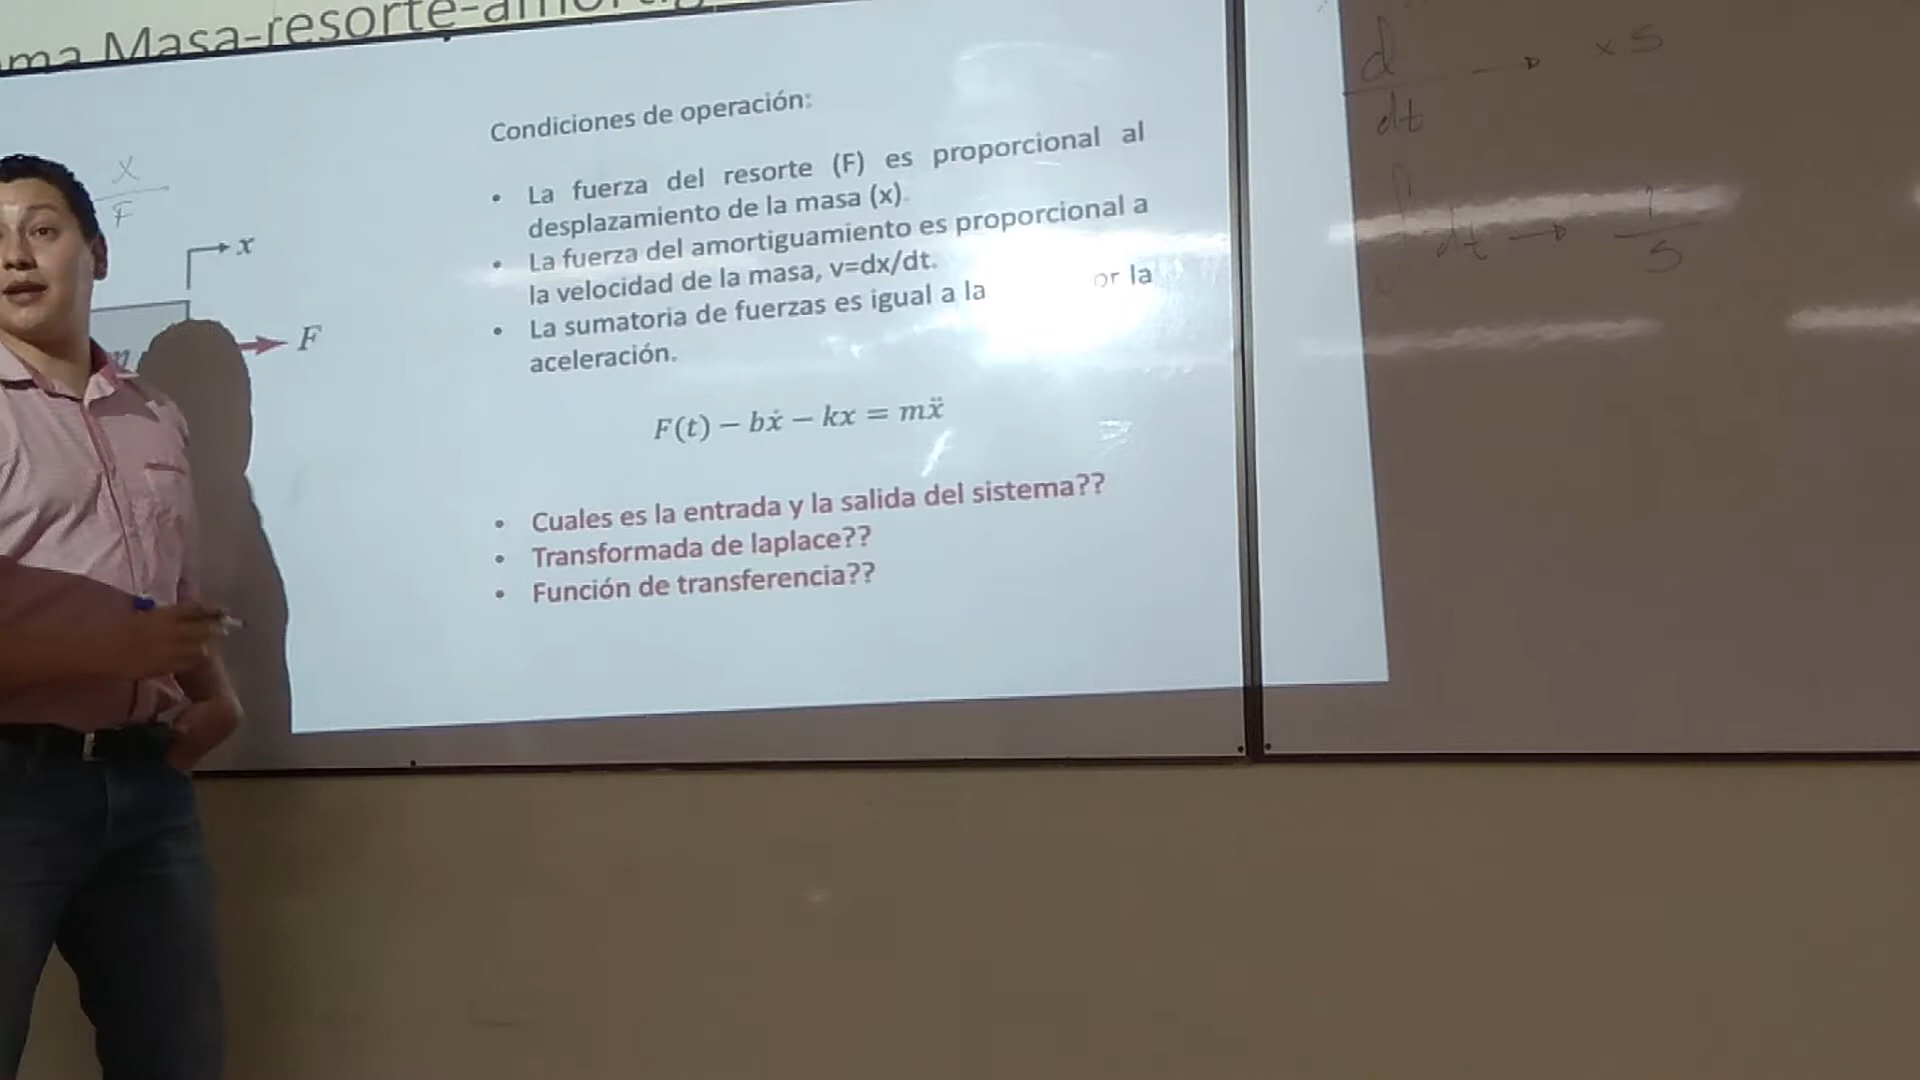 Masa-resorte-
Condiciones de operación:
• La fuerza del resorte (F) es proporcional al
desplazamiento de la masa (x).
• La fuerza del amortiguamiento es proporcional a
la velocidad de la masa, v=dx/dt.
• La sumatoria de fuerzas es igual a la or la
aceleración.
F(t) − bẋ − kx = mẍ
• Cuales es la entrada y la salida del sistema??
• Transformada de laplace??
• Función de transferencia??
X
F
x
F
d
dt → x s
∫ dt → 1
s